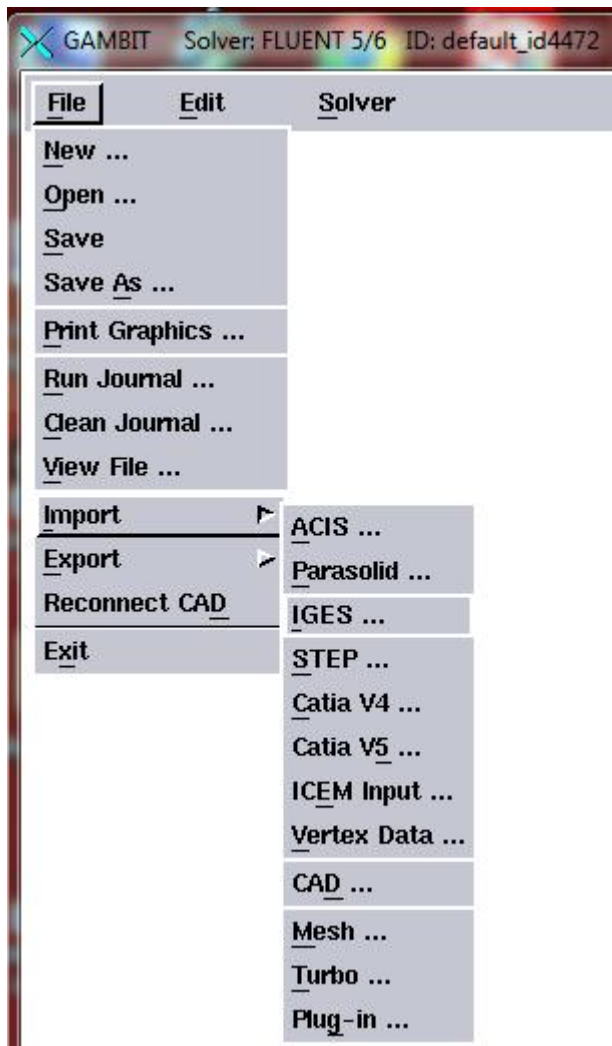 GAMBIT Solver: FLUENT 5/6 ID: default_id4472
File Edit Solver
New ...
Open ...
Save
Save As ...
Print Graphics ...
Run Journal ...
Clean Journal ...
View File ...
Import
Export
Reconnect CAD
Exit
ACIS ...
Parasolid ...
IGES ...
STEP ...
Catia V4 ...
Catia V5 ...
ICEM Input ...
Vertex Data ...
CAD ...
Mesh ...
Turbo ...
Plug-in ...